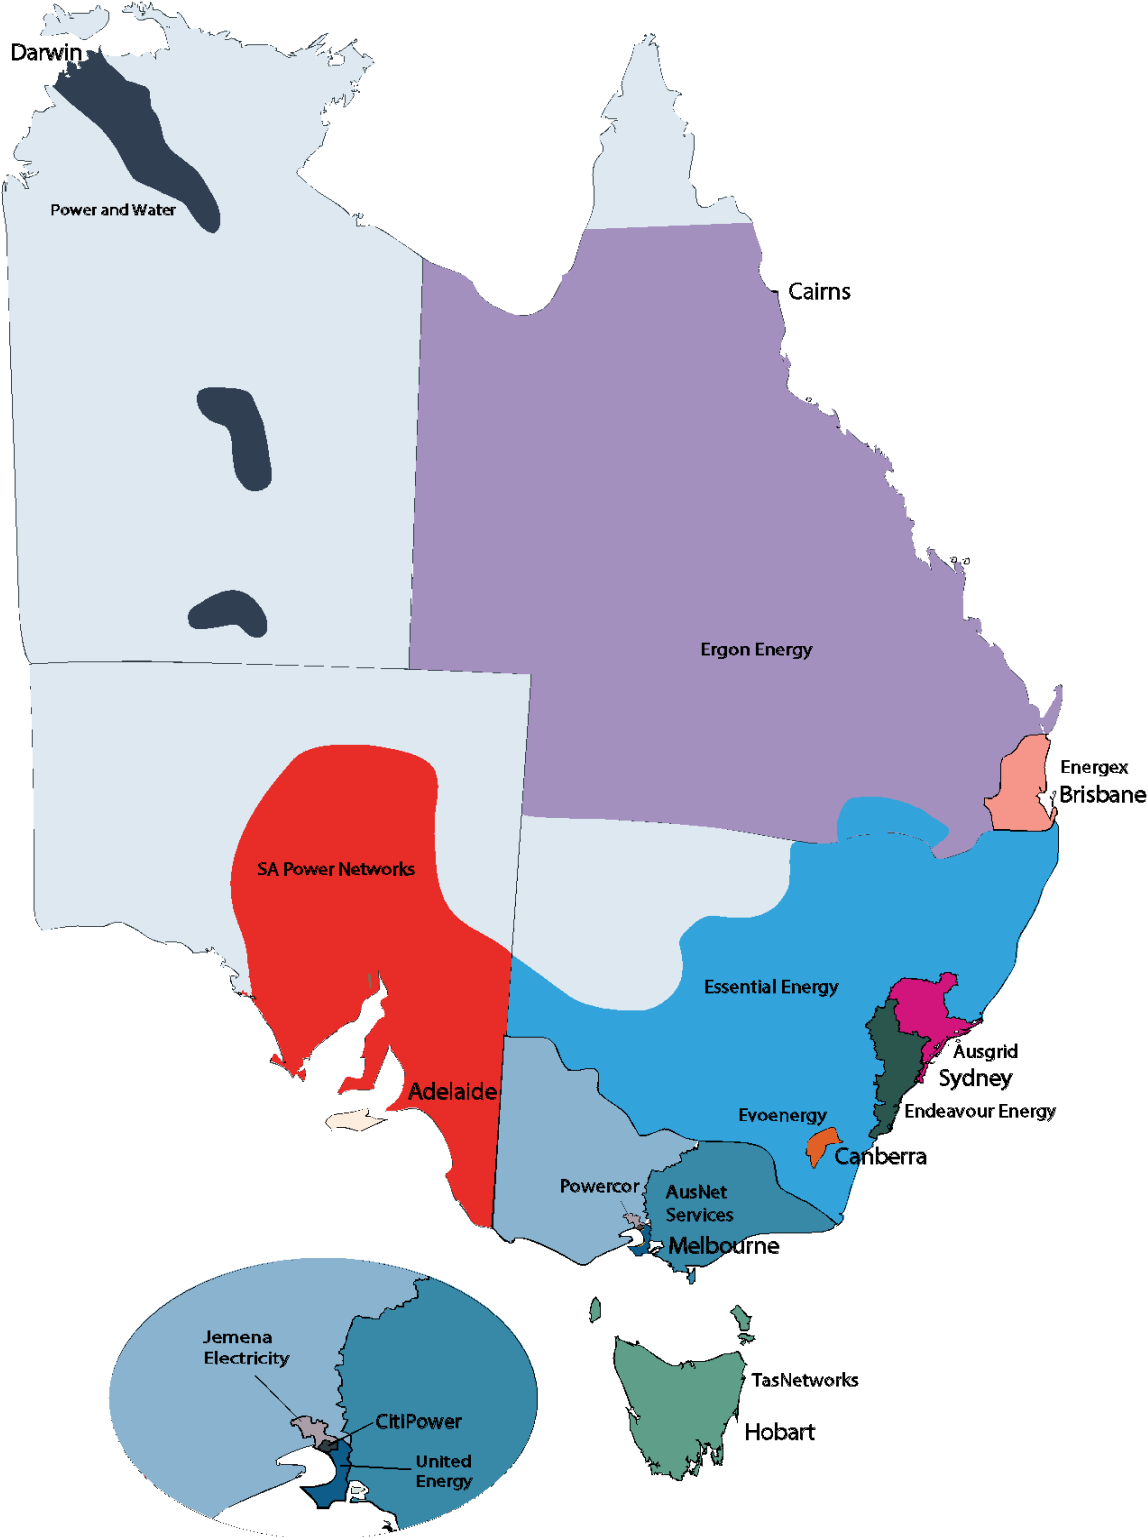 Darwin
Power and Water
Cairns
Ergon Energy
Energex
Brisbane
SA Power Networks
Essential Energy
Ausgrid
Sydney
Adelaide
Endeavour Energy
Evoenergy
Canberra
Powercor
AusNet
Services
Melbourne
Jemena
Electricity
TasNetworks
CitiPower
Hobart
United
Energy